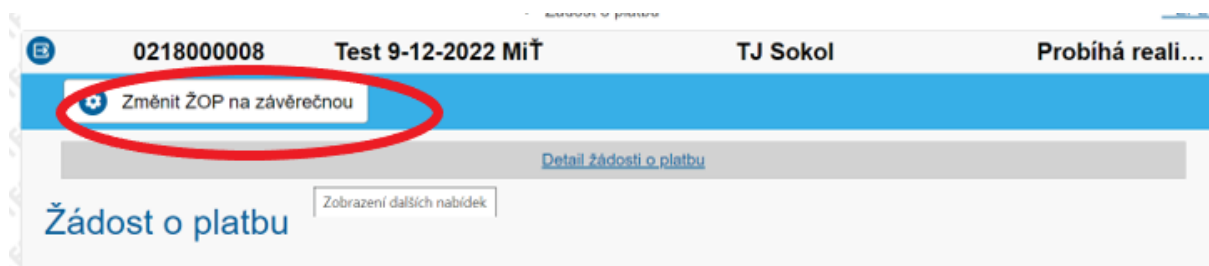 Žádost o platbu
0218000008 Test 9-12-2022 MiŤ TJ Sokol Probíhá reali...
Změnit ŽOP na závěrečnou
Detail žádosti o platbu
Zobrazení dalších nabídek
Žádost o platbu